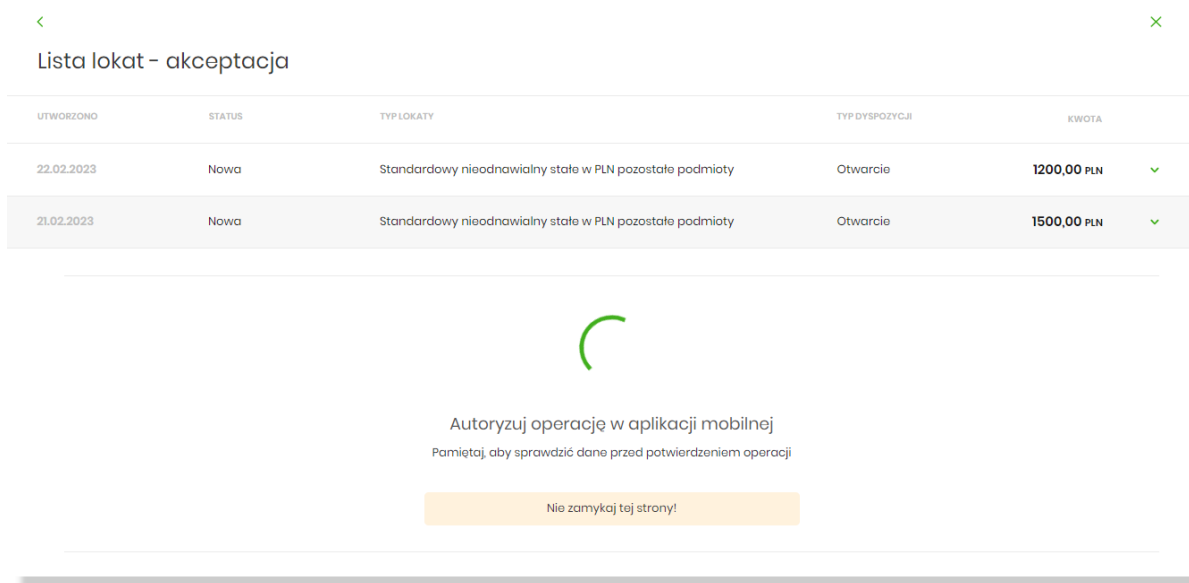 Lista lokat - akceptacja
UTWORZONO STATUS TYP LOKATY TYP DYSPOZYCJI KWOTA
22.02.2023 Nowa Standardowy nieodnawialny stałe w PLN pozostałe podmioty Otwarcie 1200,00 PLN
21.02.2023 Nowa Standardowy nieodnawialny stałe w PLN pozostałe podmioty Otwarcie 1500,00 PLN
Autoryzuj operację w aplikacji mobilnej
Pamiętaj, aby sprawdzić dane przed potwierdzeniem operacji
Nie zamykaj tej strony!